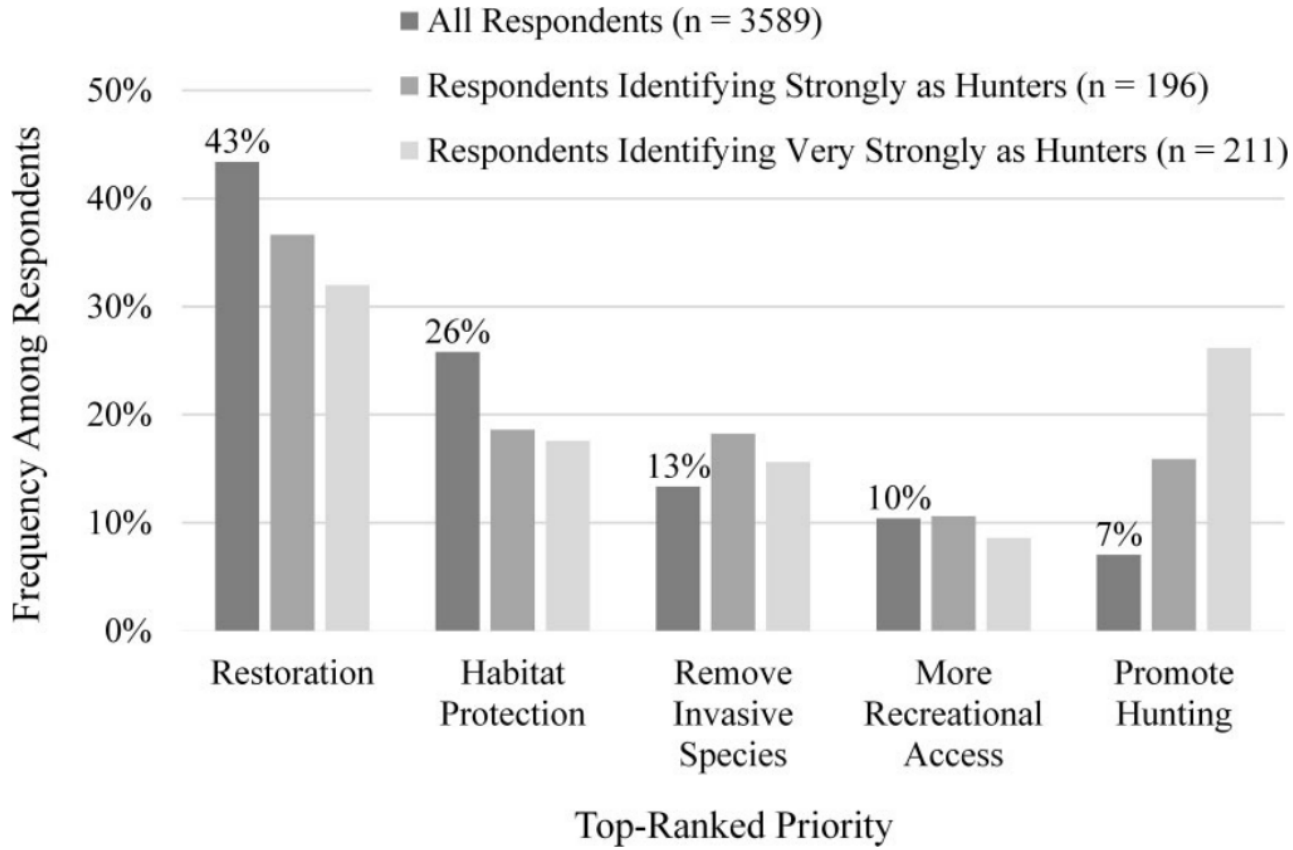 All Respondents (n = 3589)
Respondents Identifying Strongly as Hunters (n = 196)
Respondents Identifying Very Strongly as Hunters (n = 211)
Frequency Among Respondents
50%
40%
30%
20%
10%
0%
43%
26%
13%
10%
7%
Restoration
Habitat
Protection
Remove
Invasive
Species
More
Recreational
Access
Promote
Hunting
Top-Ranked Priority